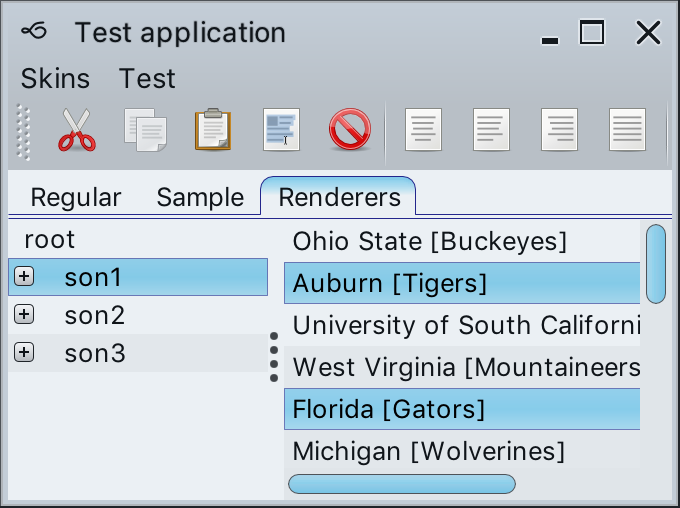 Test application
Skins Test
Regular Sample Renderers
root
son1
son2
son3
Ohio State [Buckeyes]
Auburn [Tigers]
University of South Californi
West Virginia [Mountaineers
Florida [Gators]
Michigan [Wolverines]